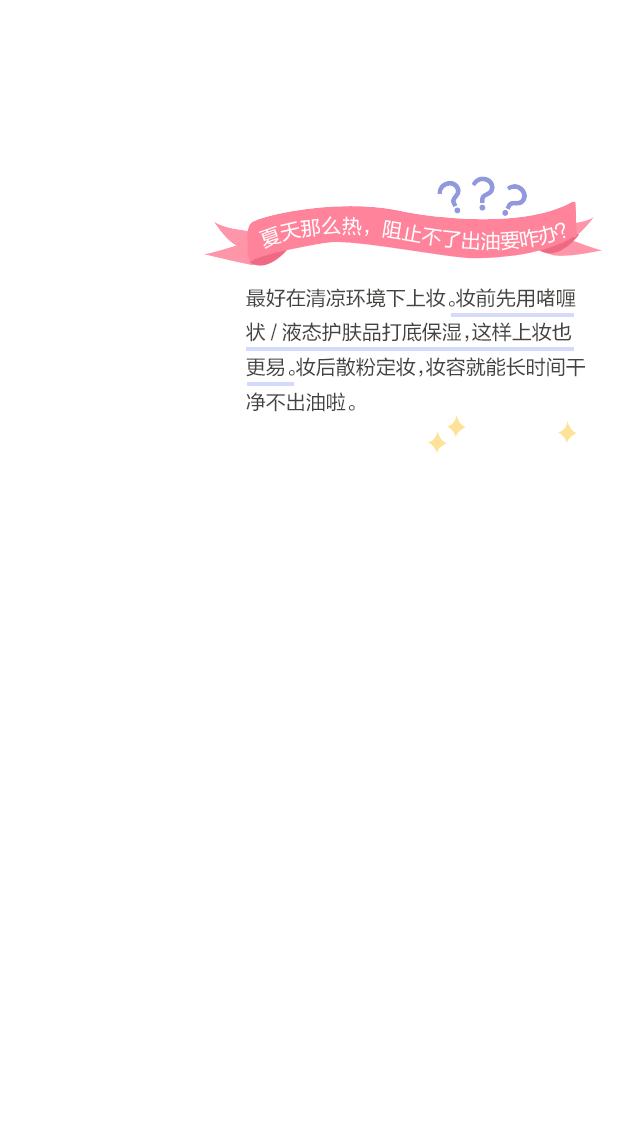 ???
夏天那么热，阻止不了出油要咋办?
最好在清凉环境下上妆。妆前先用啫喱
状 / 液态护肤品打底保湿，这样上妆也
更易。妆后散粉定妆，妆容就能长时间干
净不出油啦。